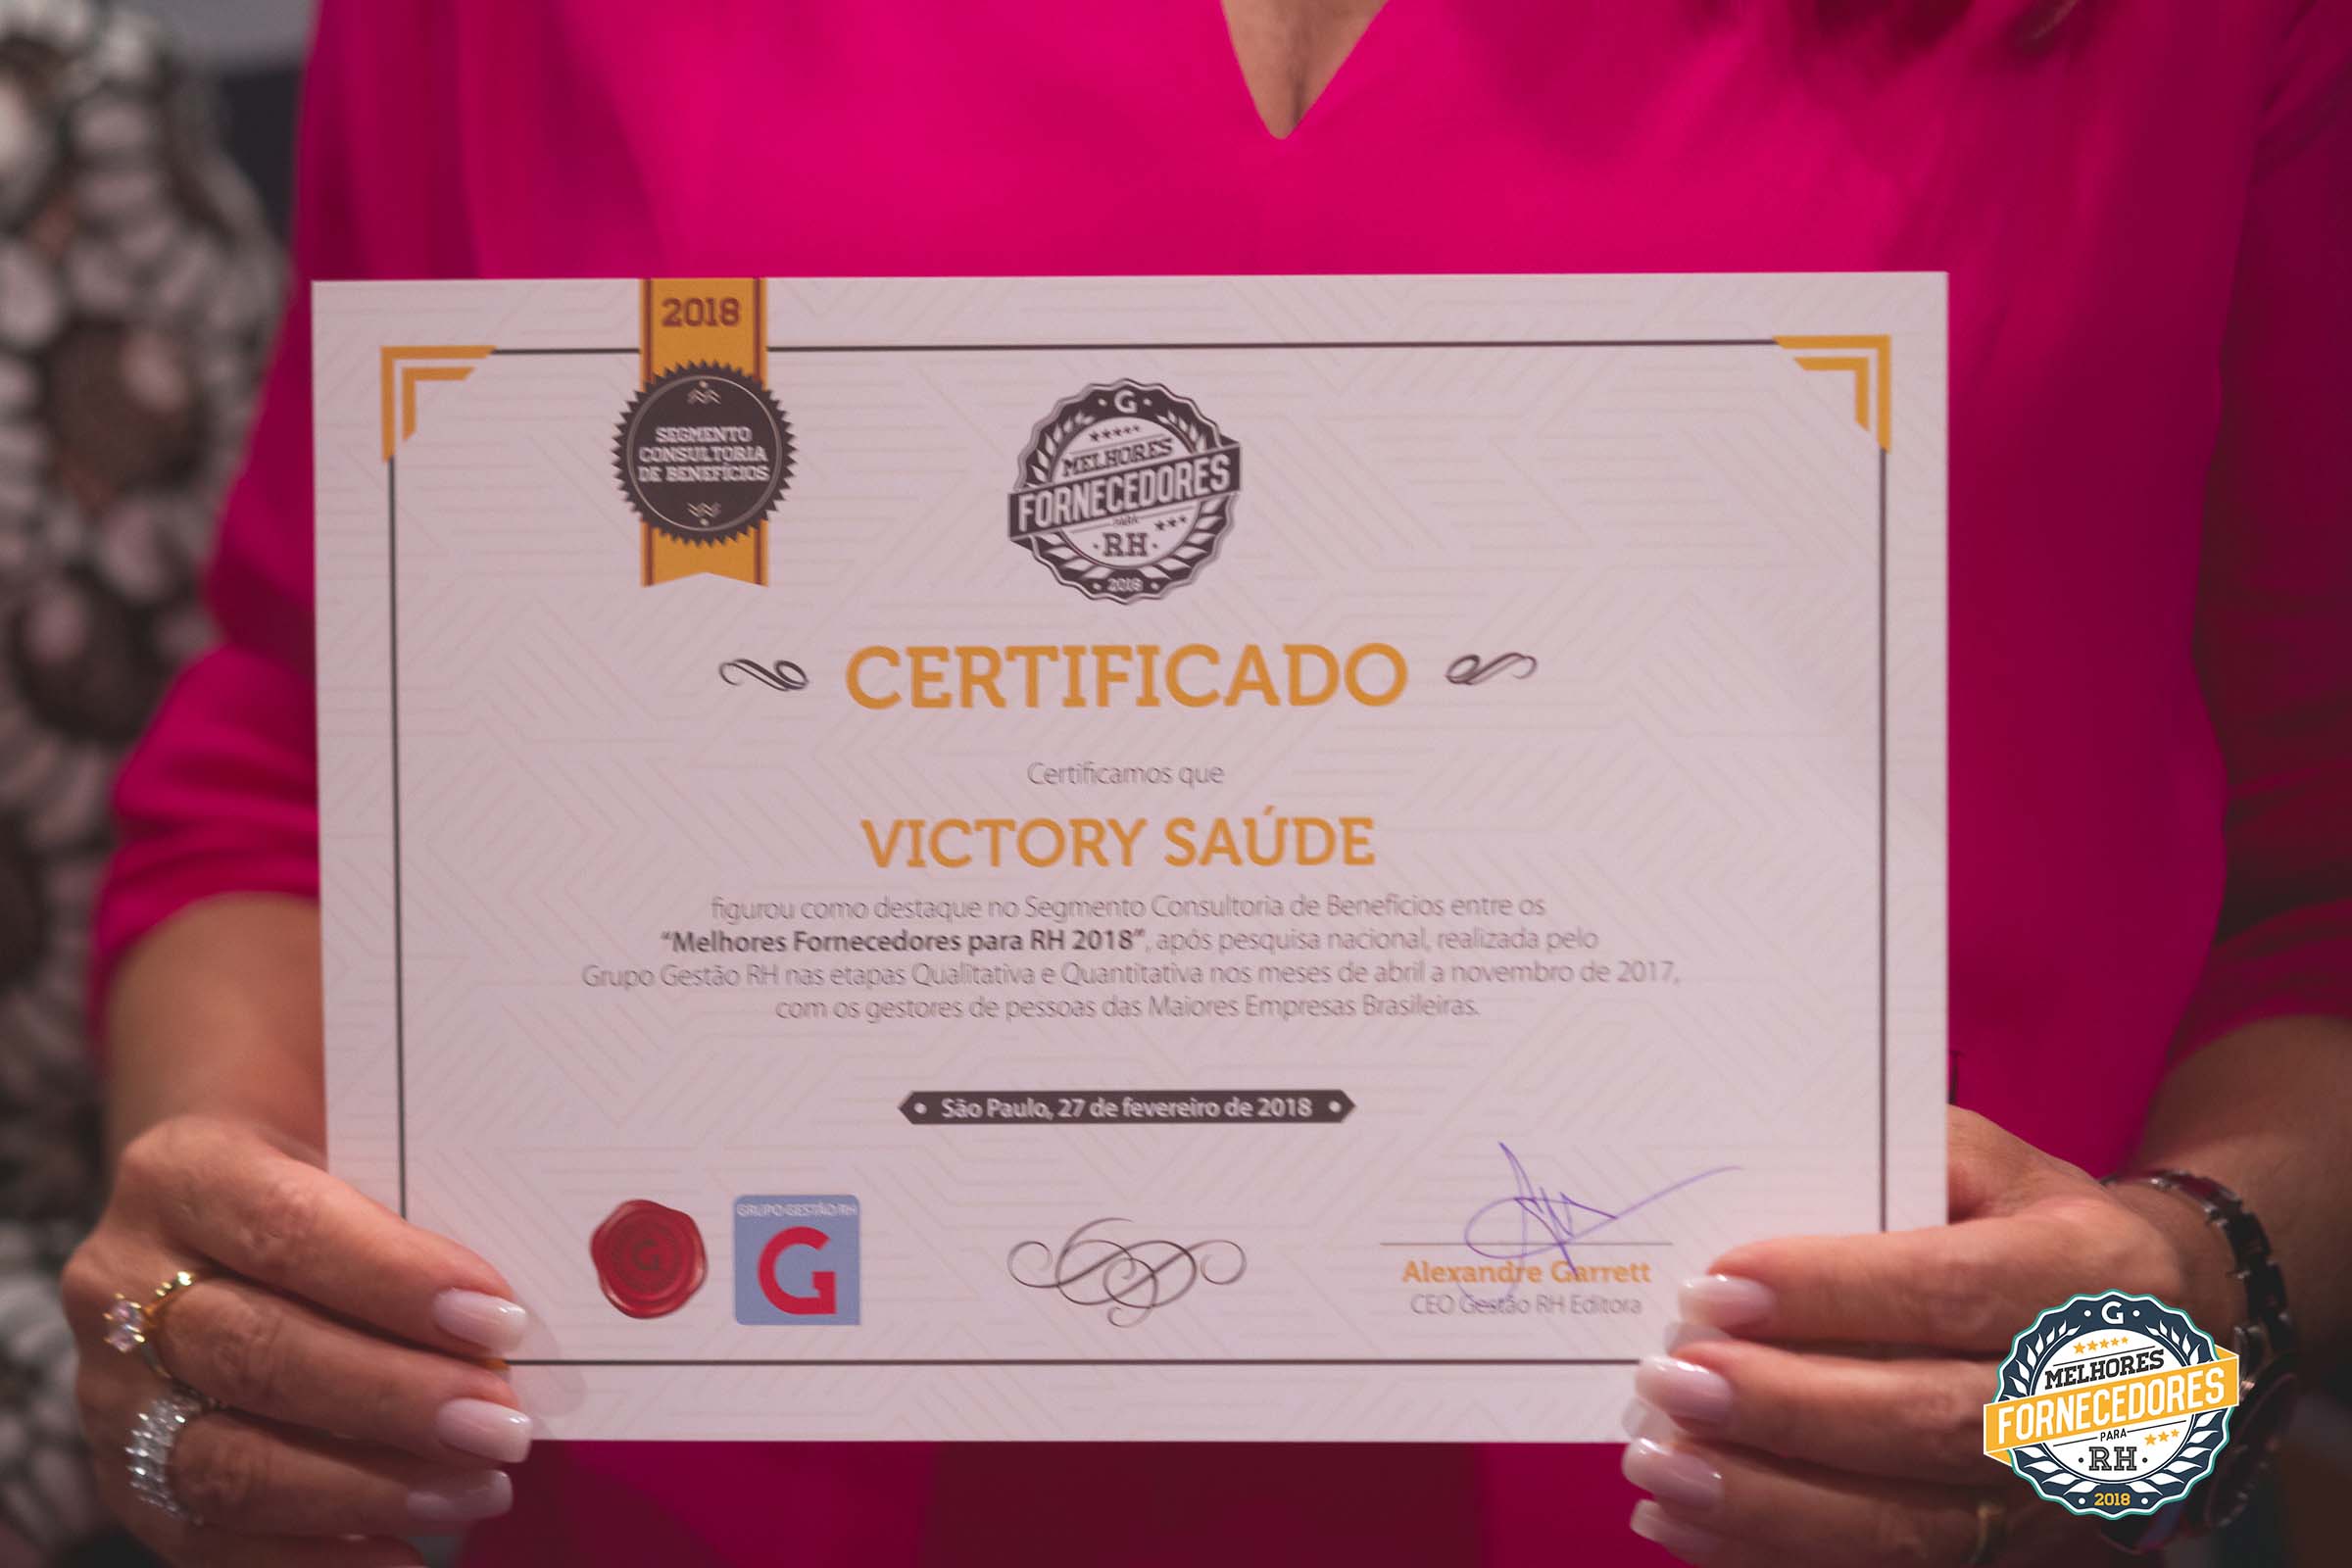 2018
SEGMENTO
CONSULTORIA
DE BENEFÍCIOS
G
MELHORES
FORNECEDORES
PARA
RH
2018
CERTIFICADO
Certificamos que
VICTORY SAÚDE
figurou como destaque no Segmento Consultoria de Benefícios entre os
“Melhores Fornecedores para RH 2018”, após pesquisa nacional, realizada pelo
Grupo Gestão RH nas etapas Qualitativa e Quantitativa nos meses de abril a novembro de 2017,
com os gestores de pessoas das Maiores Empresas Brasileiras.
São Paulo, 27 de fevereiro de 2018
G
GRUPO GESTÃO RH
G
Alexandre Garrett
CEO Gestão RH Editora
G
MELHORES
FORNECEDORES
PARA
RH
2018